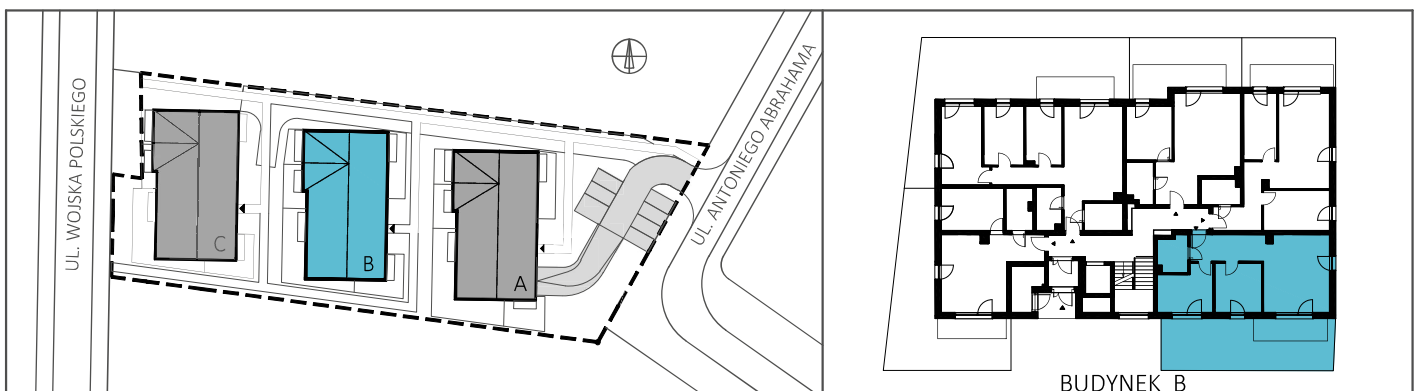 UL. WOJSKA POLSKIEGO
C
B
A
UL. ANTONIEGO ABRAHAMA
BUDYNEK B